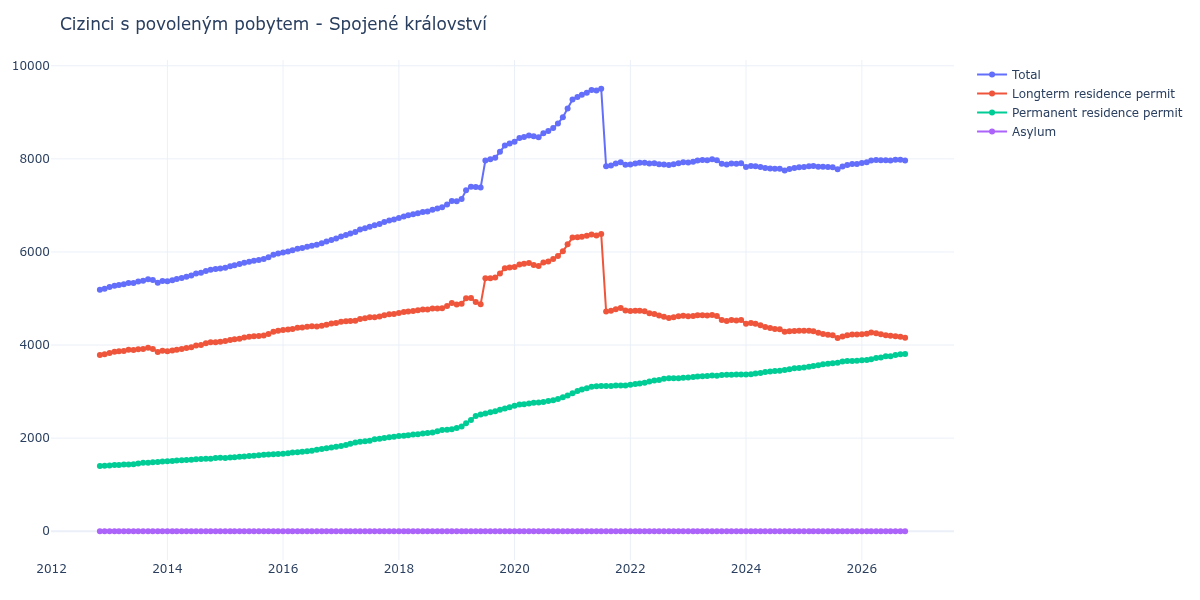 Cizinci s povoleným pobytem - Spojené království
10000
8000
6000
4000
2000
0
2012
2014
2016
2018
2020
2022
2024
2026
Total
Longterm residence permit
Permanent residence permit
Asylum